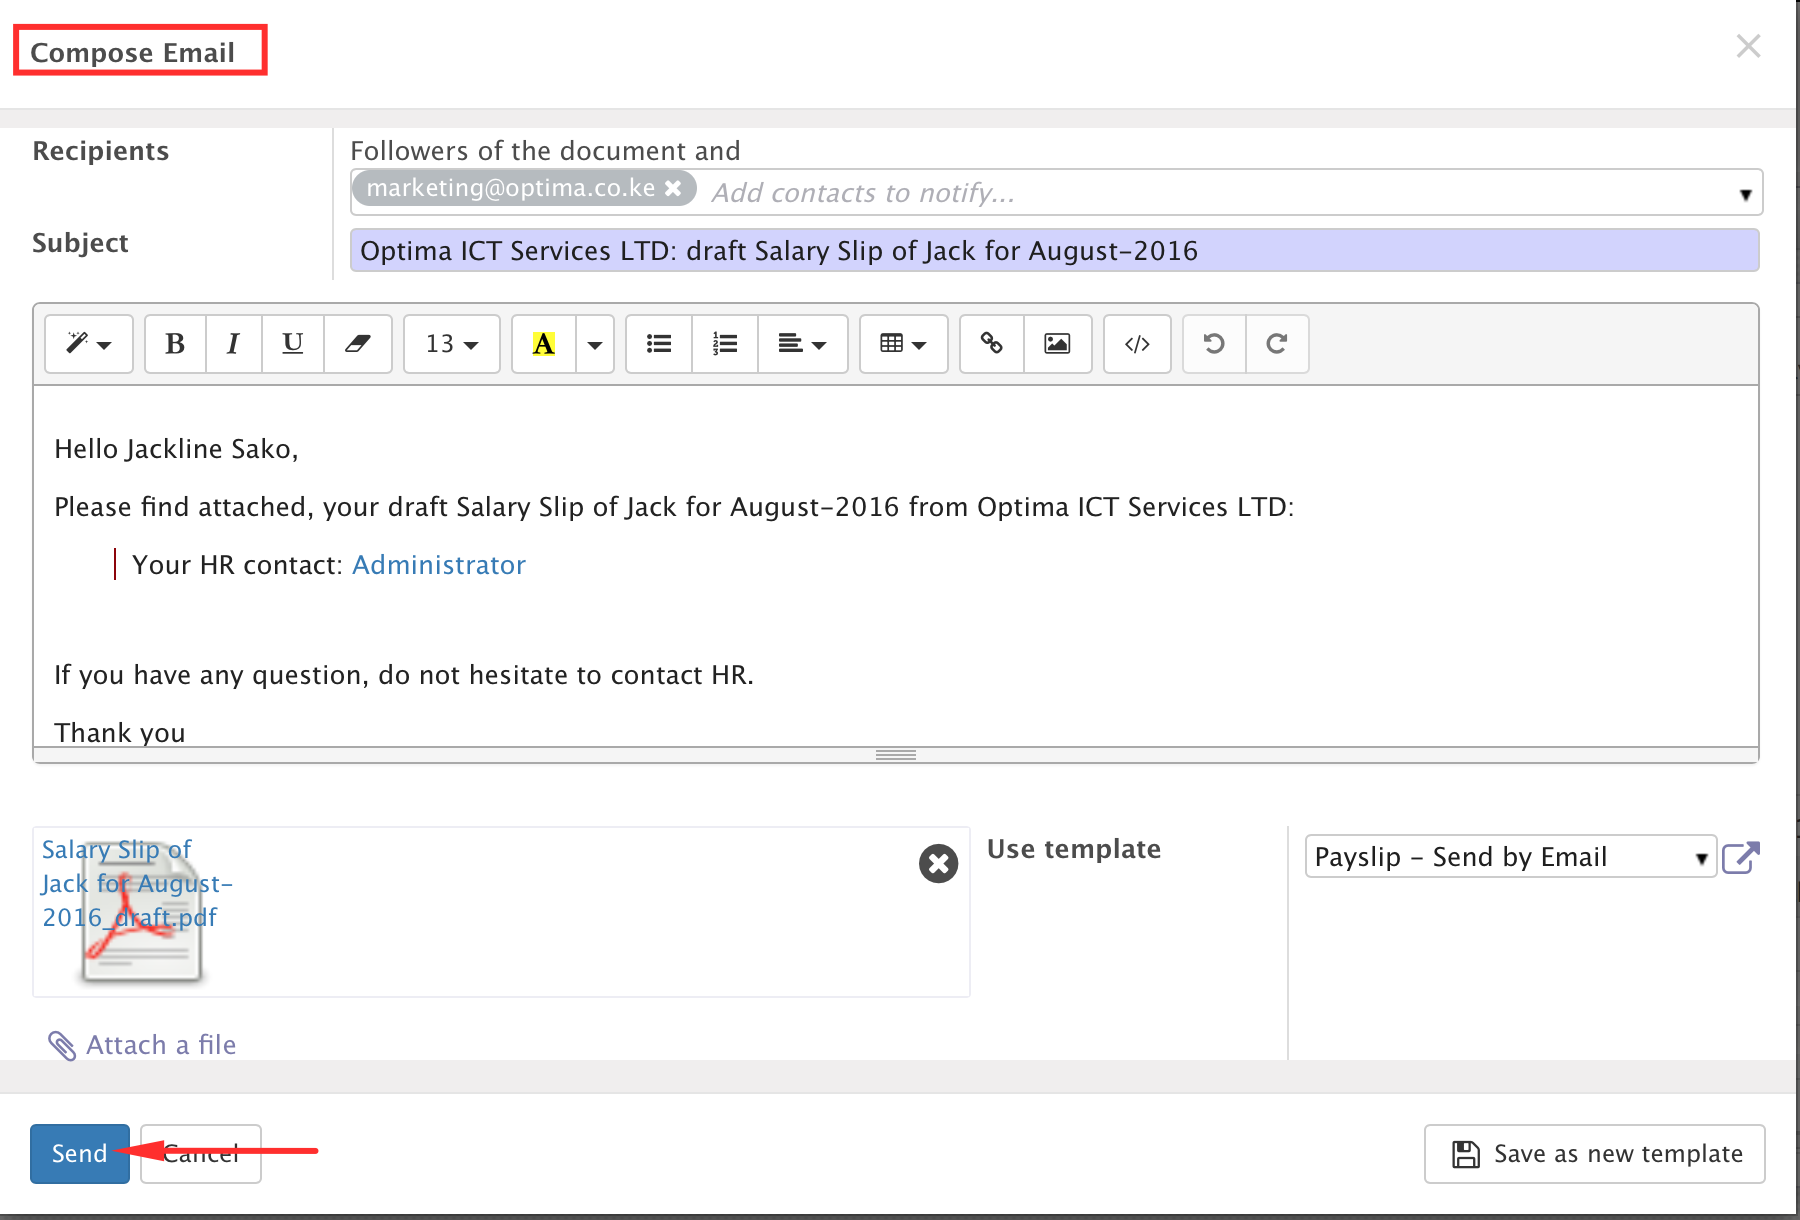 Compose Email
Recipients
Followers of the document and
marketing@optima.co.ke
Add contacts to notify...
Subject
Optima ICT Services LTD: draft Salary Slip of Jack for August-2016
B I U 13 A
Hello Jackline Sako,
Please find attached, your draft Salary Slip of Jack for August-2016 from Optima ICT Services LTD:
Your HR contact: Administrator
If you have any question, do not hesitate to contact HR.
Thank you
Salary Slip of
Jack for August-
2016_draft.pdf
Use template
Payslip - Send by Email
Attach a file
Send
Cancel
Save as new template